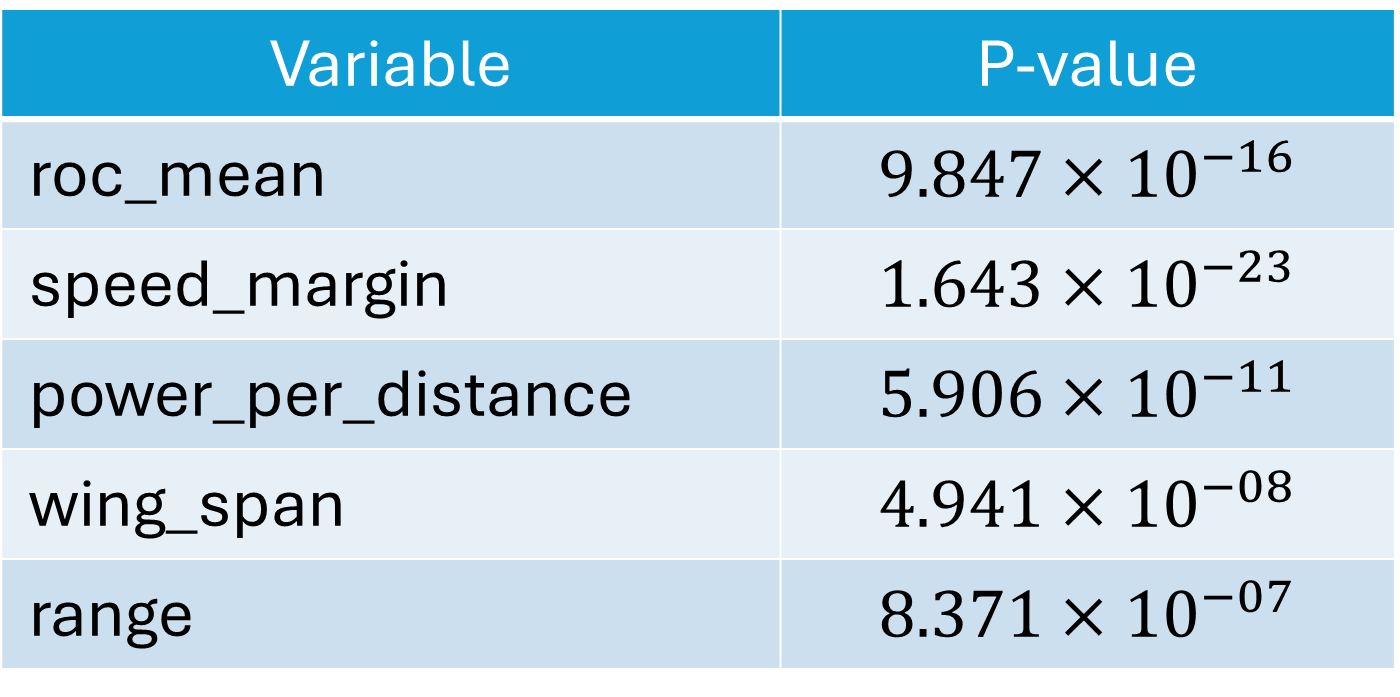 Variable P-value
roc_mean 9.847 × 10⁻¹⁶
speed_margin 1.643 × 10⁻²³
power_per_distance 5.906 × 10⁻¹¹
wing_span 4.941 × 10⁻⁰⁸
range 8.371 × 10⁻⁰⁷